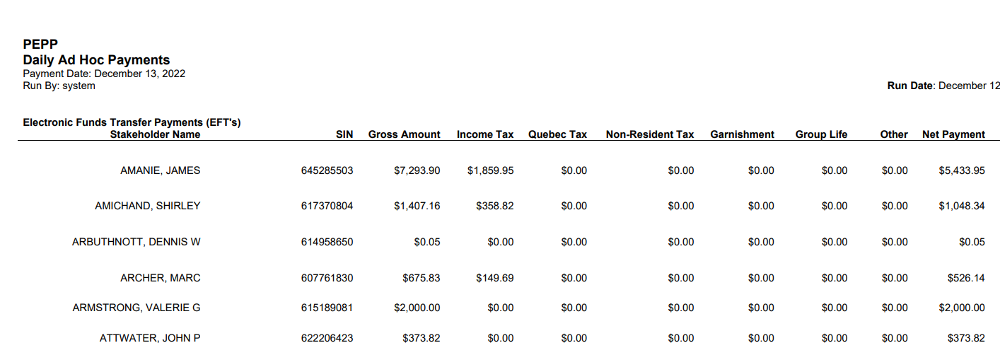 PEPP
Daily Ad Hoc Payments
Payment Date: December 13, 2022
Run By: system
Run Date: December 12
Electronic Funds Transfer Payments (EFT's)
Stakeholder Name SIN Gross Amount Income Tax Quebec Tax Non-Resident Tax Garnishment Group Life Other Net Payment
AMANIE, JAMES 645285503 $7,293.90 $1,859.95 $0.00 $0.00 $0.00 $0.00 $0.00 $5,433.95
AMICHAND, SHIRLEY 617370804 $1,407.16 $358.82 $0.00 $0.00 $0.00 $0.00 $0.00 $1,048.34
ARBUTHNOTT, DENNIS W 614958650 $0.05 $0.00 $0.00 $0.00 $0.00 $0.00 $0.00 $0.05
ARCHER, MARC 607761830 $675.83 $149.69 $0.00 $0.00 $0.00 $0.00 $0.00 $526.14
ARMSTRONG, VALERIE G 615189081 $2,000.00 $0.00 $0.00 $0.00 $0.00 $0.00 $0.00 $2,000.00
ATTWATER, JOHN P 622206423 $373.82 $0.00 $0.00 $0.00 $0.00 $0.00 $0.00 $373.82